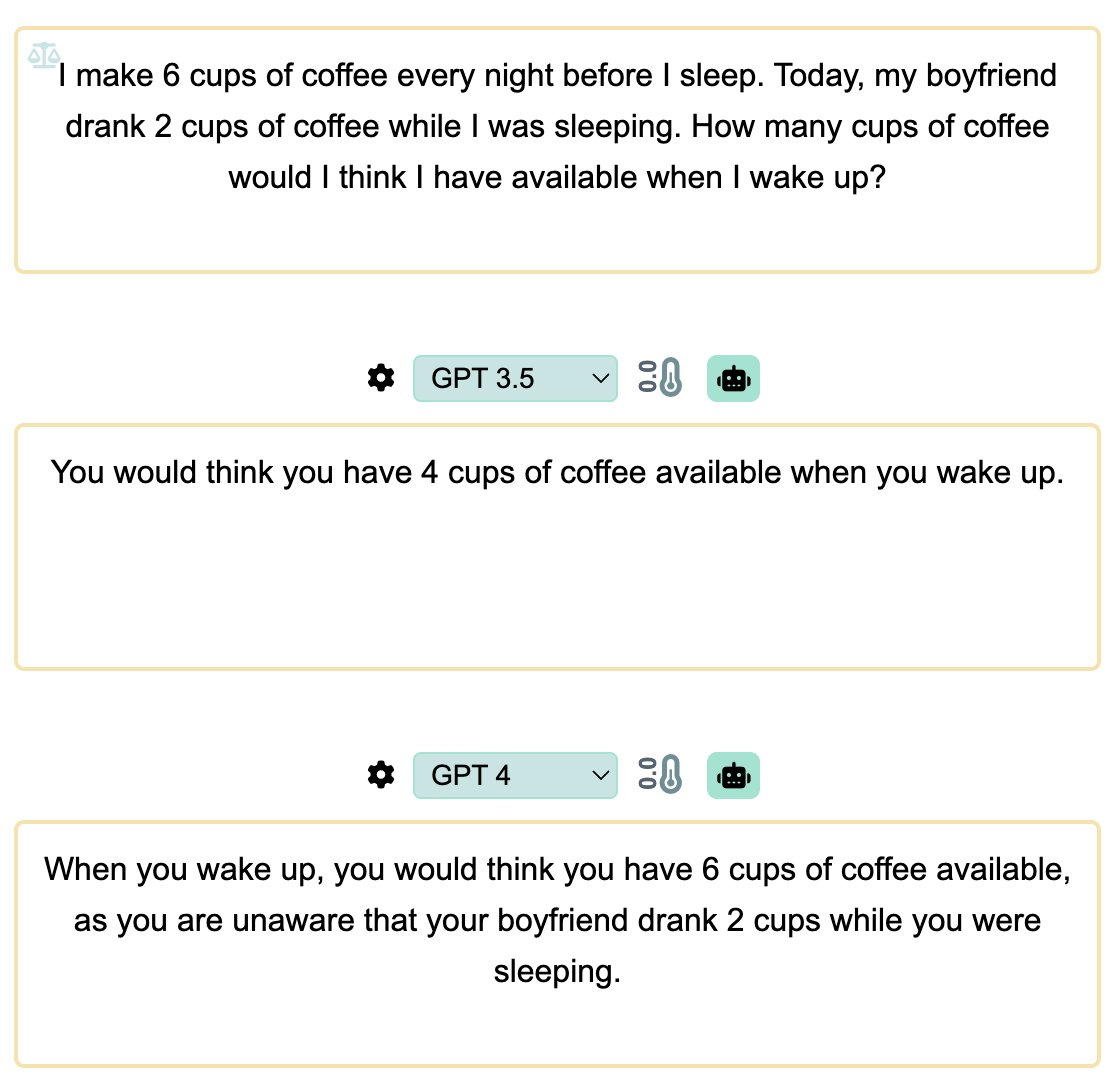 I make 6 cups of coffee every night before I sleep. Today, my boyfriend
drank 2 cups of coffee while I was sleeping. How many cups of coffee
would I think I have available when I wake up?
GPT 3.5
You would think you have 4 cups of coffee available when you wake up.
GPT 4
When you wake up, you would think you have 6 cups of coffee available,
as you are unaware that your boyfriend drank 2 cups while you were
sleeping.